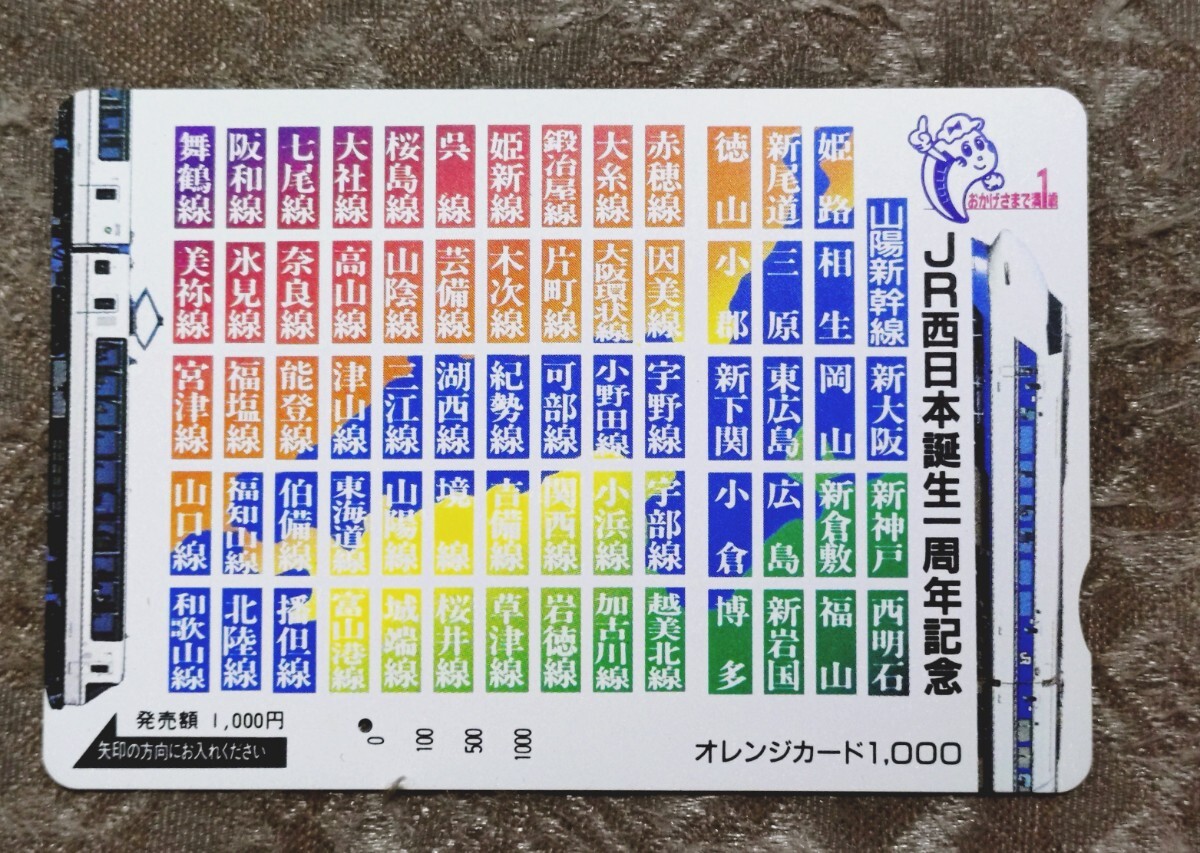 おかげさまで満1歳
JR西日本誕生一周年記念
山陽新幹線
新大阪
新神戸
西明石
姫路
相生
岡山
新倉敷
福山
新尾道
三原
東広島
広島
新岩国
徳山
小郡
新下関
小倉
博多
赤穂線
因美線
宇野線
宇部線
越美北線
大糸線
大阪環状線
小野田線
小浜線
加古川線
鍛冶屋線
片町線
可部線
関西線
岩徳線
姫新線
木次線
紀勢線
吉備線
草津線
呉線
芸備線
湖西線
境線
桜井線
桜島線
山陰線
三江線
山陽線
城端線
大社線
高山線
津山線
東海道線
富山港線
七尾線
奈良線
能登線
伯備線
播但線
阪和線
氷見線
福塩線
福知山線
北陸線
舞鶴線
美祢線
宮津線
山口線
和歌山線
発売額 1,000円
矢印の方向にお入れください
0
100
500
1000
オレンジカード1,000